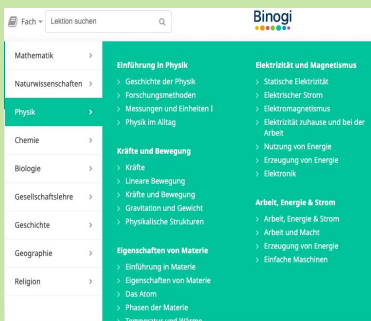 Fach
Lektion suchen
Binogi
Mathematik
Naturwissenschaften
Physik
Chemie
Biologie
Gesellschaftslehre
Geschichte
Geographie
Religion
Einführung in Physik
> Geschichte der Physik
> Forschungsmethoden
> Messungen und Einheiten I
> Physik im Alltag
Kräfte und Bewegung
> Kräfte
> Lineare Bewegung
> Kräfte und Bewegung
> Gravitation und Gewicht
> Physikalische Strukturen
Eigenschaften von Materie
> Einführung in Materie
> Eigenschaften von Materie
> Das Atom
> Phasen der Materie
> Temperatur und Wärme
Elektrizität und Magnetismus
> Statische Elektrizität
> Elektrischer Strom
> Elektromagnetismus
> Elektrizität zuhause und bei der
Arbeit
> Nutzung von Energie
> Erzeugung von Energie
> Elektronik
Arbeit, Energie & Strom
> Arbeit, Energie & Strom
> Arbeit und Macht
> Erzeugung von Energie
> Einfache Maschinen